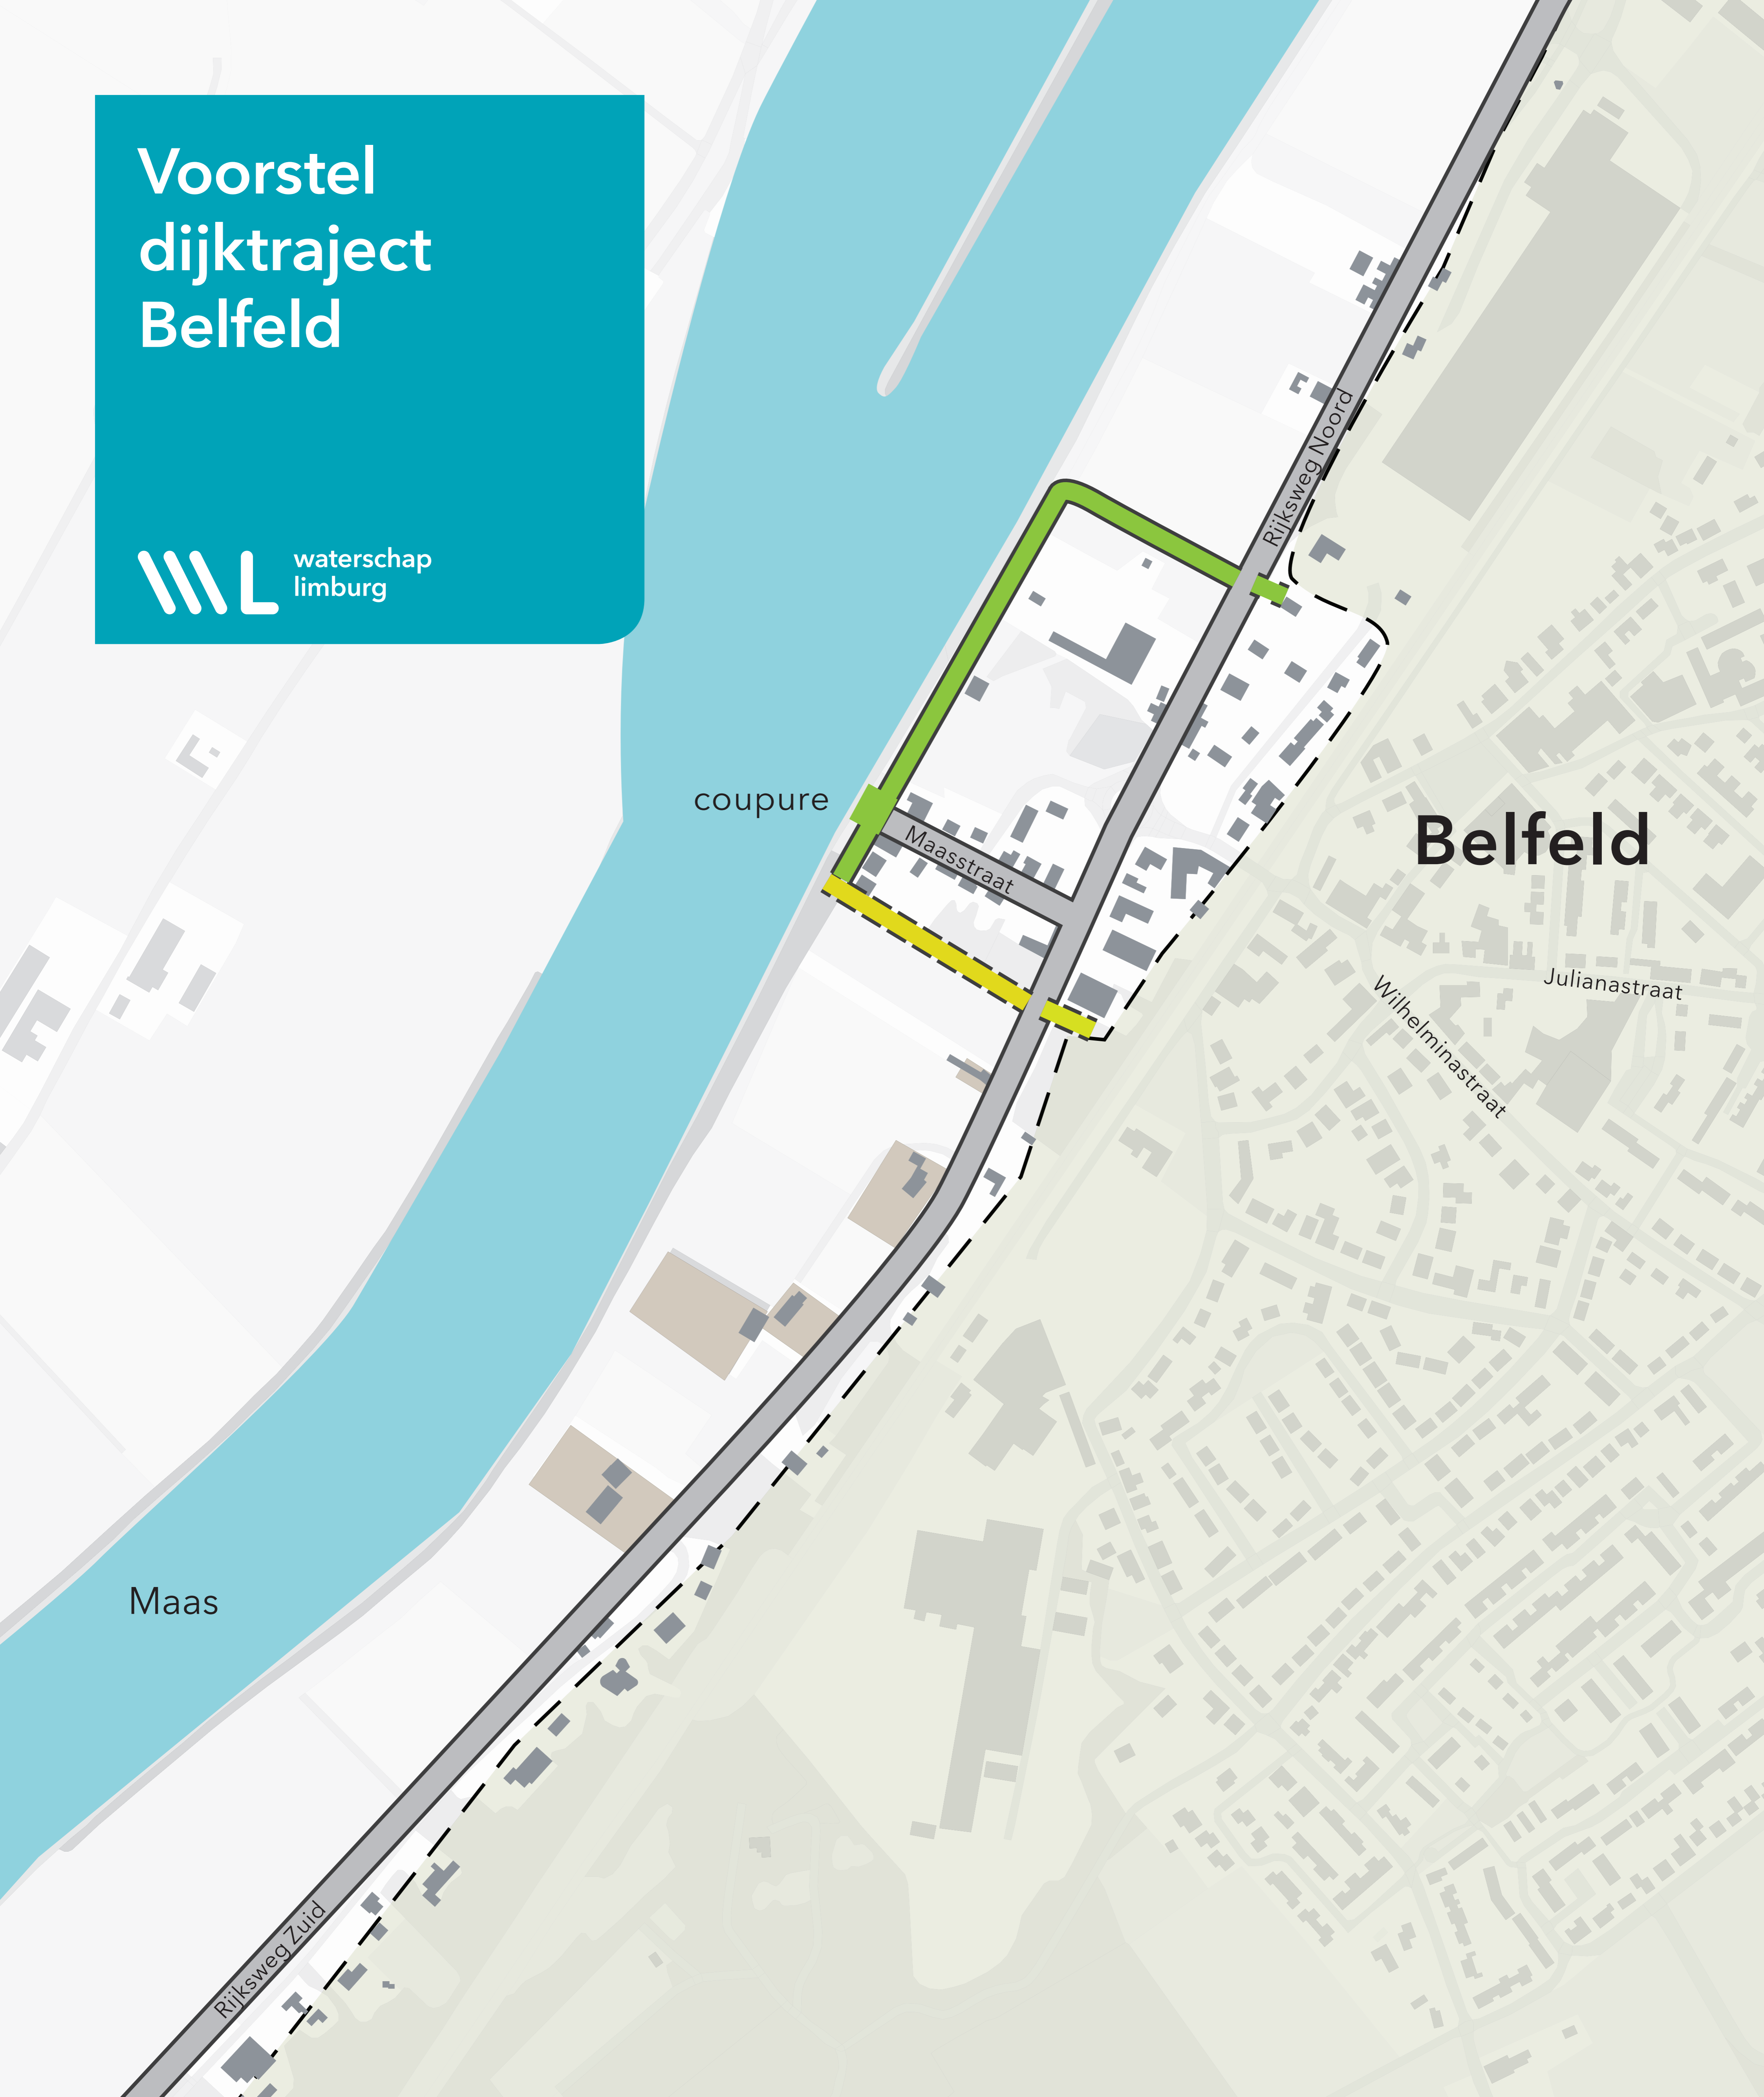 Voorstel
dijktraject
Belfeld
waterschap
limburg
Rijksweg Noord
coupure
Maasstraat
Belfeld
Julianastraat
Wilhelminastraat
Maas
Rijksweg Zuid